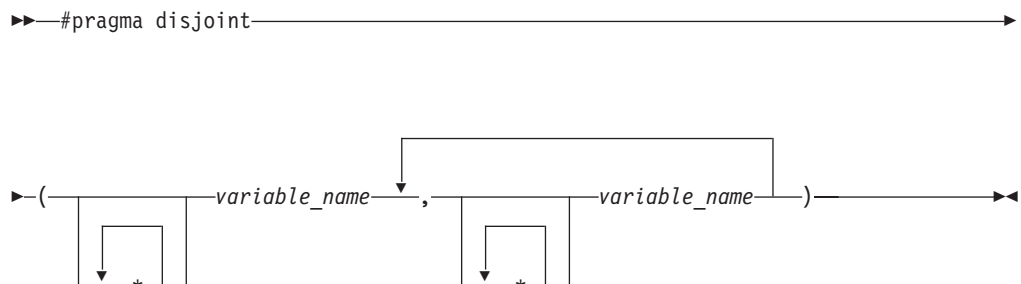 #pragma disjoint
( variable_name , variable_name )
* *